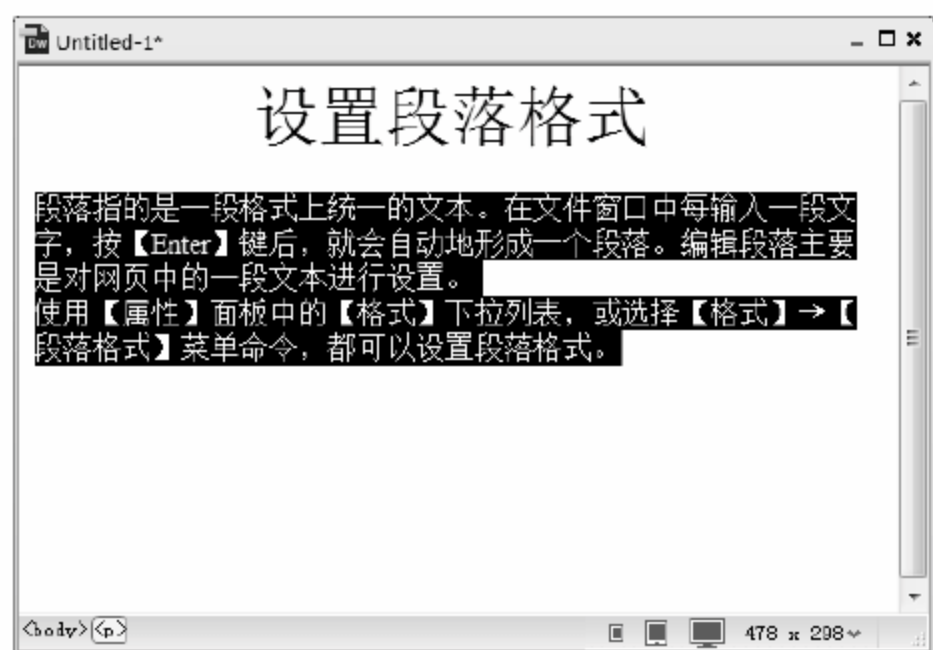 Dw Untitled-1*
设置段落格式
段落指的是一段格式上统一的文本。在文件窗口中每输入一段文
字，按【Enter】键后，就会自动地形成一个段落。编辑段落主要
是对网页中的一段文本进行设置。
使用【属性】面板中的【格式】下拉列表，或选择【格式】→【
段落格式】菜单命令，都可以设置段落格式。
<body><p> 478 x 298